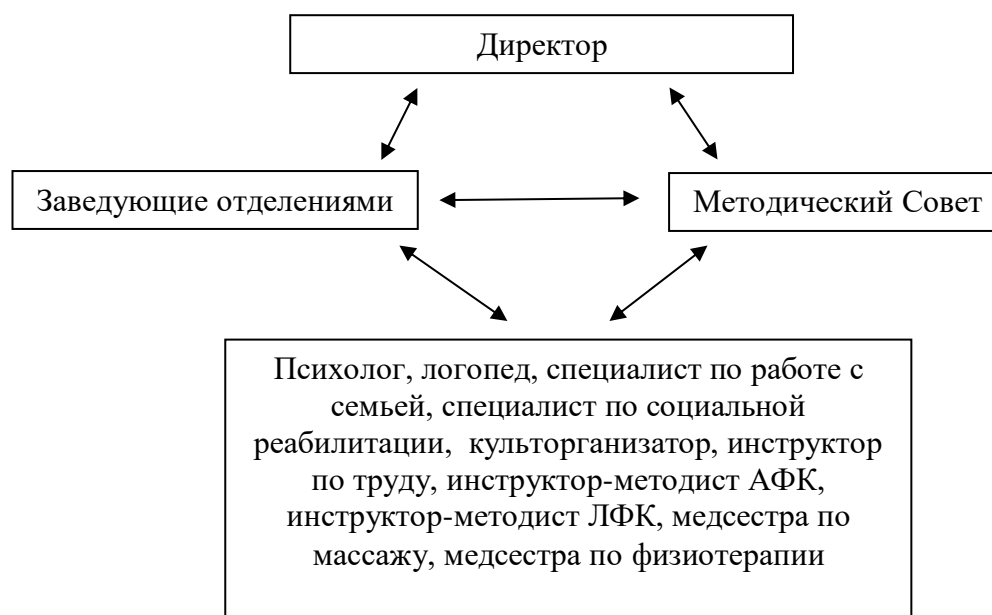 Директор
Заведующие отделениями
Методический Совет
Психолог, логопед, специалист по работе с
семьей, специалист по социальной
реабилитации, культорганизатор, инструктор
по труду, инструктор-методист АФК,
инструктор-методист ЛФК, медсестра по
массажу, медсестра по физиотерапии